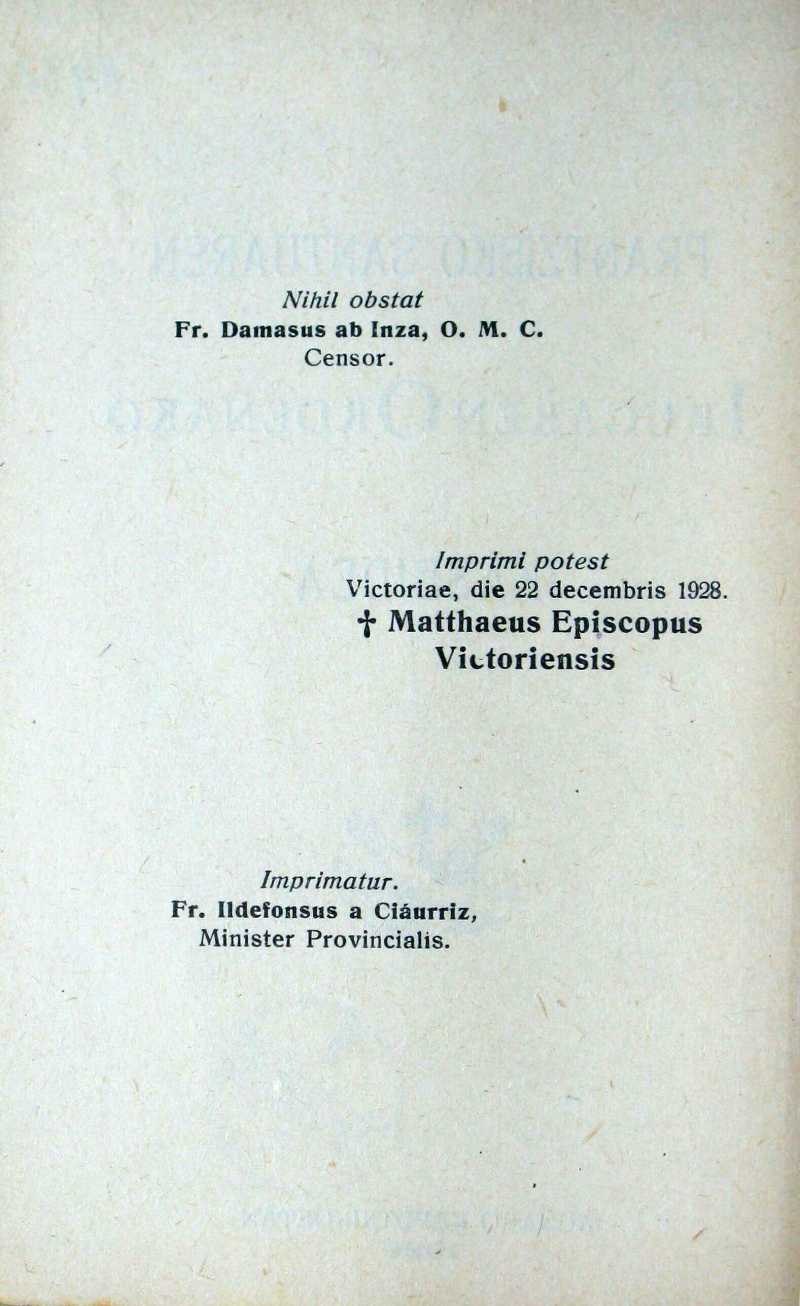 Nihil obstat
Fr. Damasus ab Inza, O. M. C.
Censor.
Imprimi potest
Victoriae, die 22 decembris 1928.
† Matthaeus Episcopus
Victoriensis
Imprimatur.
Fr. Ildefonsus a Ciáurriz,
Minister Provincialis.